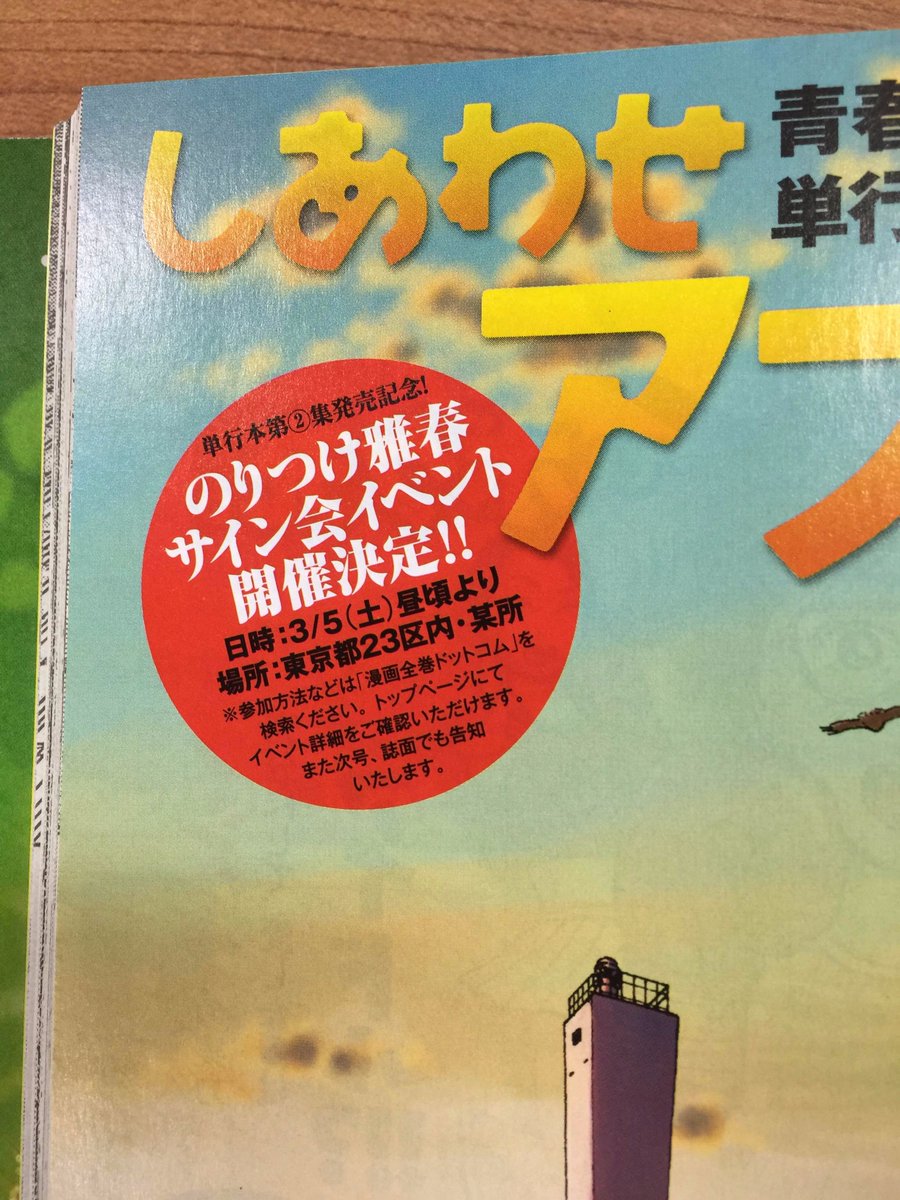 しあわせ
ア
青春
単行
単行本第②集発売記念!
のりつけ雅春
サイン会イベント
開催決定!!
日時:3/5(土)昼頃より
場所:東京都23区内・某所
※参加方法などは「漫画全巻ドットコム」を
検索ください。トップページにて
イベント詳細をご確認いただけます。
また次号、誌面でも告知
いたします。